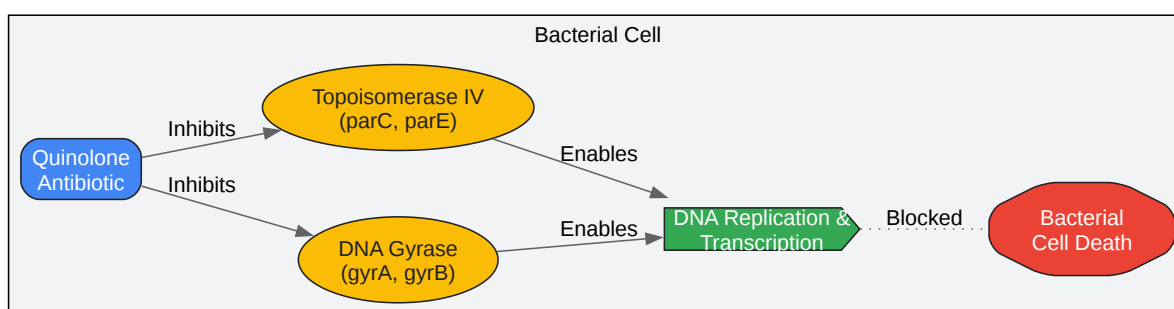 Bacterial Cell
Quinolone
Antibiotic
Inhibits
Inhibits
Topoisomerase IV
(parC, parE)
DNA Gyrase
(gyrA, gyrB)
Enables
Enables
DNA Replication &
Transcription
Blocked
Bacterial
Cell Death